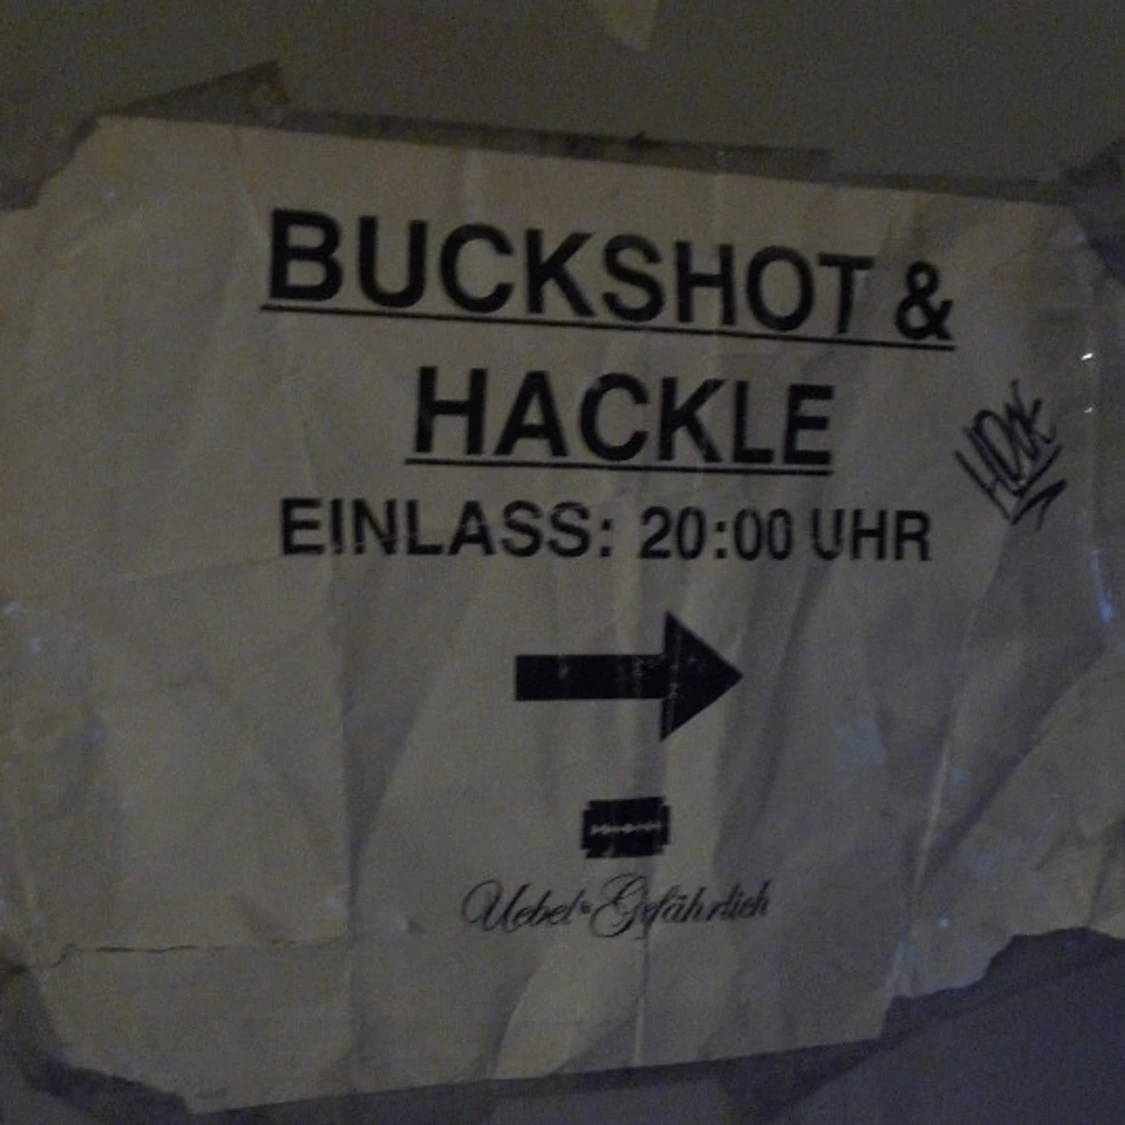 BUCKSHOT &
HACKLE
EINLASS: 20:00 UHR
Uebel & Gefährlich